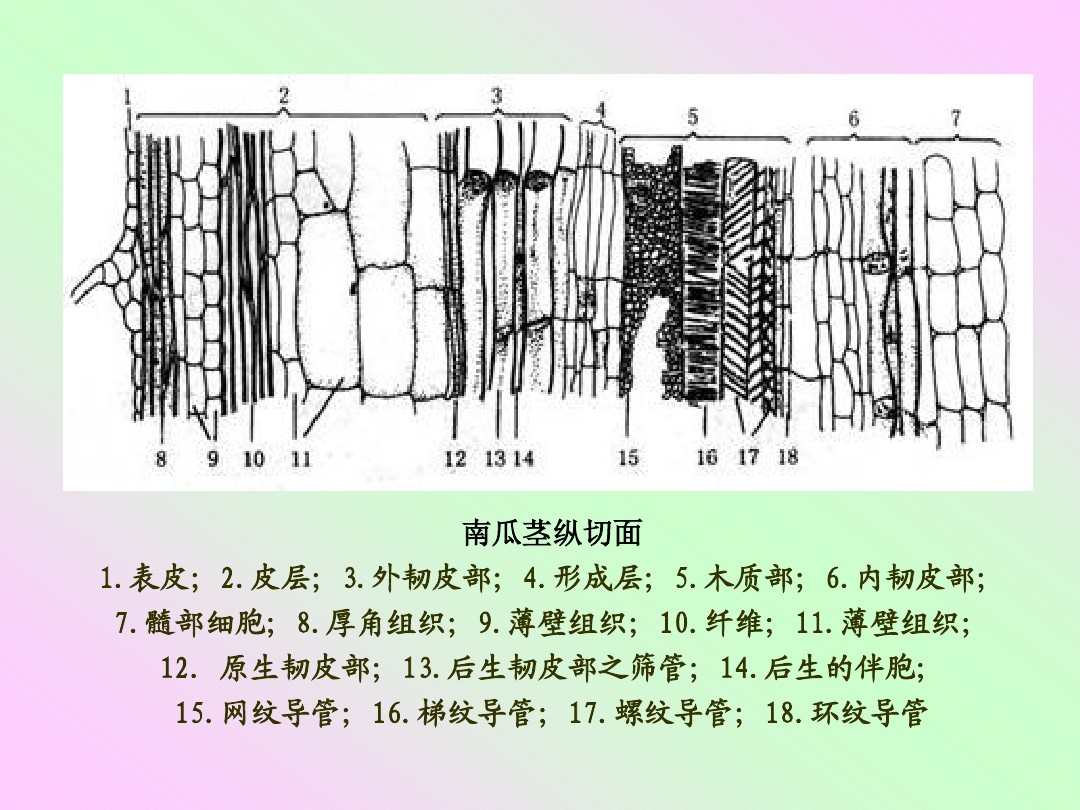 1 2 3 4 5 6 7
8 9 10 11 12 13 14 15 16 17 18
南瓜茎纵切面
1.表皮；2.皮层；3.外韧皮部；4.形成层；5.木质部；6.内韧皮部；
7.髓部细胞；8.厚角组织；9.薄壁组织；10.纤维；11.薄壁组织；
12. 原生韧皮部；13.后生韧皮部之筛管；14.后生的伴胞；
15.网纹导管；16.梯纹导管；17.螺纹导管；18.环纹导管